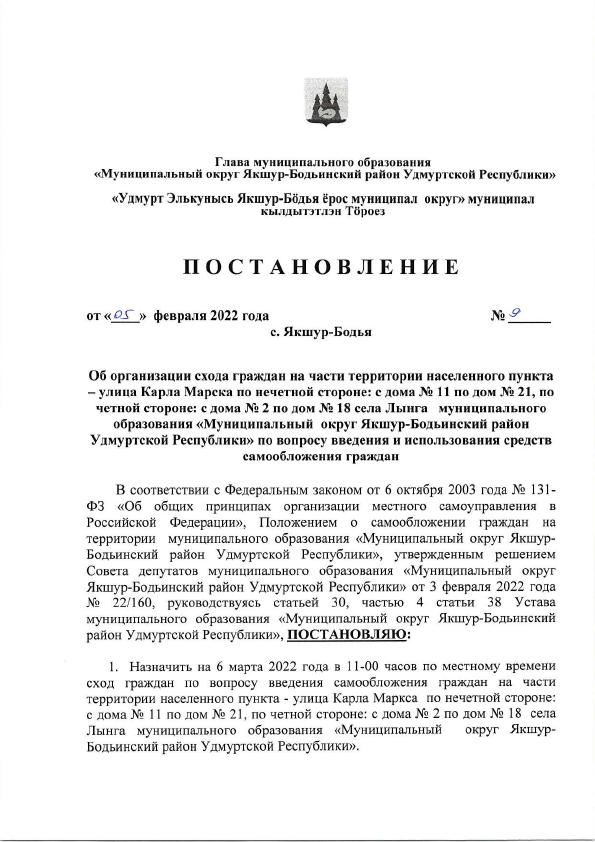 Глава муниципального образования
«Муниципальный округ Якшур-Бодьинский район Удмуртской Республики»
«Удмурт Элькунысь Якшур-Бӧдья ёрос муниципал округ» муниципал
кылдытэтлэн Тӧроез
П О С Т А Н О В Л Е Н И Е
от «05» февраля 2022 года № 9
с. Якшур-Бодья
Об организации схода граждан на части территории населенного пункта
– улица Карла Марска по нечетной стороне: с дома № 11 по дом № 21, по
четной стороне: с дома № 2 по дом № 18 села Лынга муниципального
образования «Муниципальный округ Якшур-Бодьинский район
Удмуртской Республики» по вопросу введения и использования средств
самообложения граждан
В соответствии с Федеральным законом от 6 октября 2003 года № 131-
ФЗ «Об общих принципах организации местного самоуправления в
Российской Федерации», Положением о самообложении граждан на
территории муниципального образования «Муниципальный округ Якшур-
Бодьинский район Удмуртской Республики», утвержденным решением
Совета депутатов муниципального образования «Муниципальный округ
Якшур-Бодьинский район Удмуртской Республики» от 3 февраля 2022 года
№ 22/160, руководствуясь статьей 30, частью 4 статьи 38 Устава
муниципального образования «Муниципальный округ Якшур-Бодьинский
район Удмуртской Республики», ПОСТАНОВЛЯЮ:
1. Назначить на 6 марта 2022 года в 11-00 часов по местному времени
сход граждан по вопросу введения самообложения граждан на части
территории населенного пункта - улица Карла Маркса по нечетной стороне:
с дома № 11 по дом № 21, по четной стороне: с дома № 2 по дом № 18 села
Лынга муниципального образования «Муниципальный округ Якшур-
Бодьинский район Удмуртской Республики».